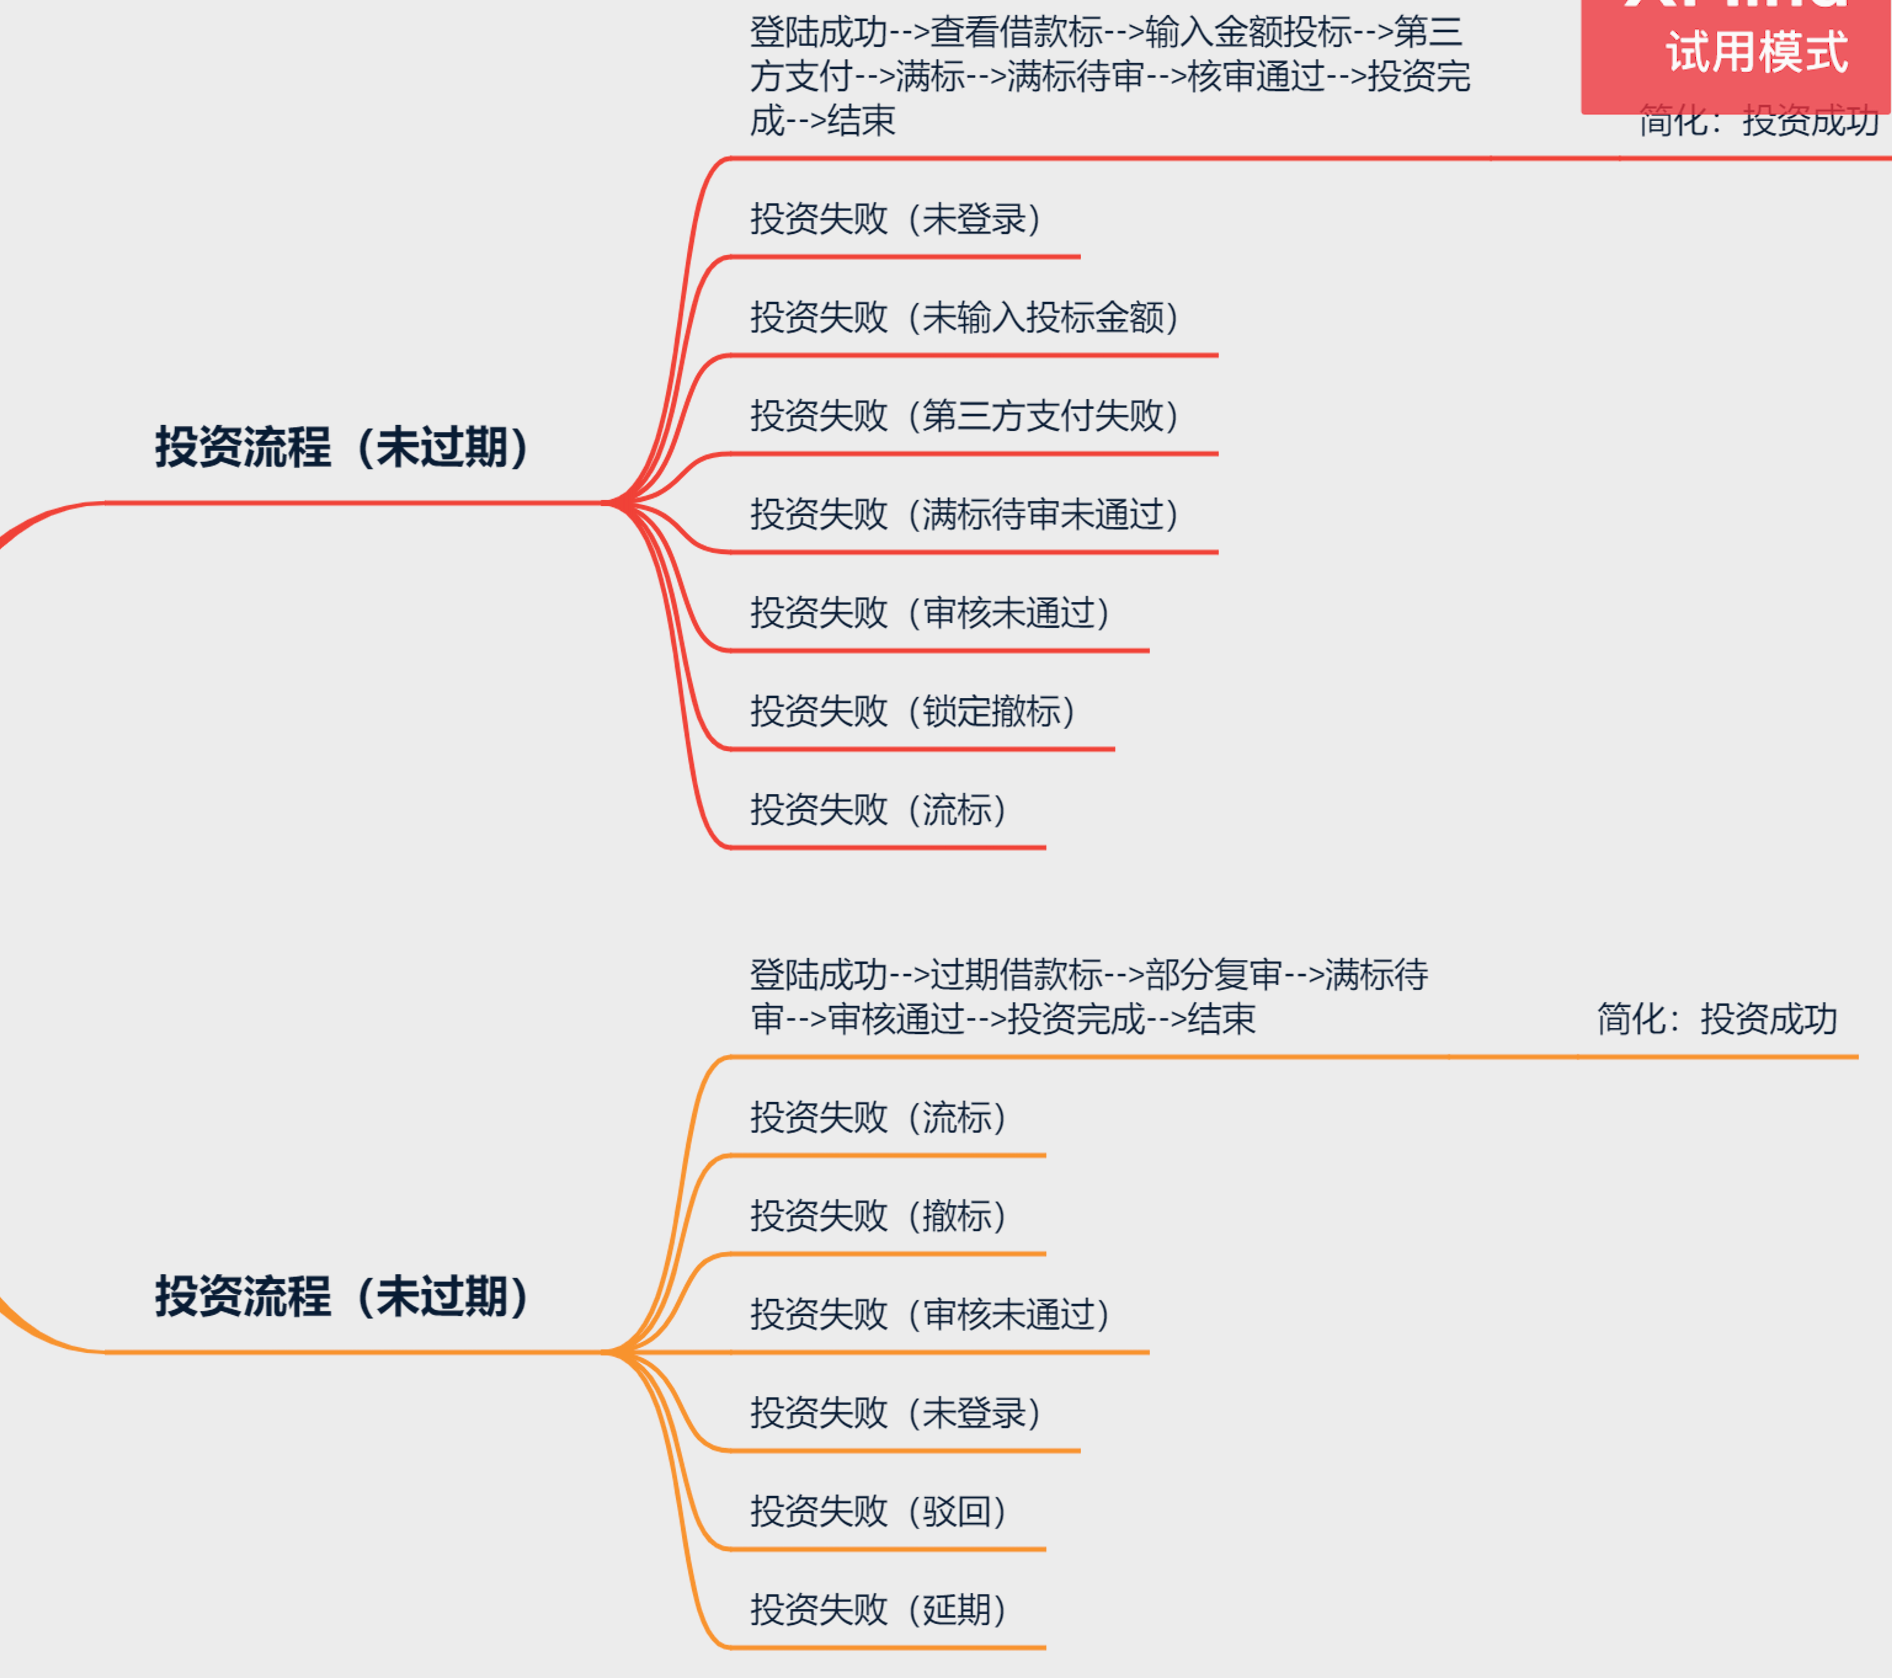 登陆成功-->查看借款标-->输入金额投标-->第三
方支付-->满标-->满标待审-->核审通过-->投资完
成-->结束
试用模式
简化：投资成功
投资失败（未登录）
投资失败（未输入投标金额）
投资失败（第三方支付失败）
投资流程（未过期）
投资失败（满标待审未通过）
投资失败（审核未通过）
投资失败（锁定撤标）
投资失败（流标）
登陆成功-->过期借款标-->部分复审-->满标待
审-->审核通过-->投资完成-->结束
简化：投资成功
投资失败（流标）
投资失败（撤标）
投资流程（未过期）
投资失败（审核未通过）
投资失败（未登录）
投资失败（驳回）
投资失败（延期）